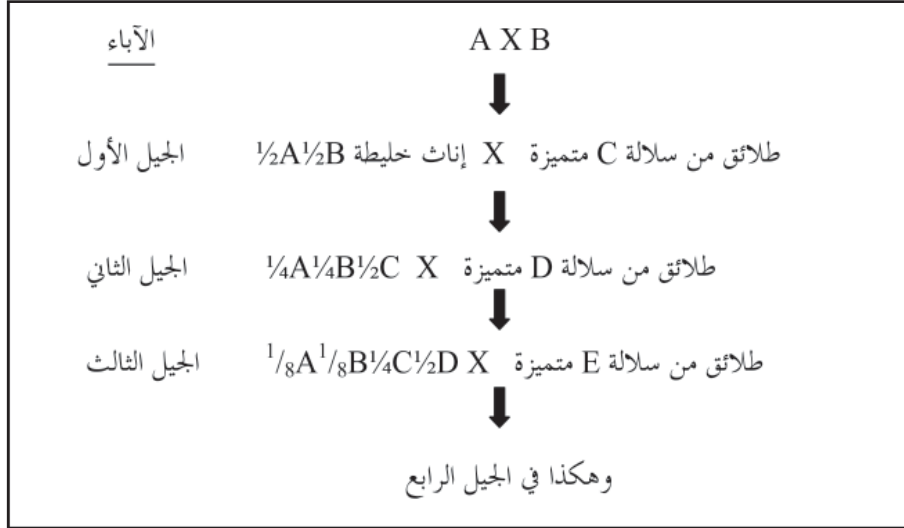 الآباء A X B
الجيل الأول ½A½B إناث خليطة X طلائق من سلالة C متميزة
الجيل الثاني ¼A¼B½C X طلائق من سلالة D متميزة
الجيل الثالث ¹/₈A¹/₈B¼C½D X طلائق من سلالة E متميزة
وهكذا في الجيل الرابع